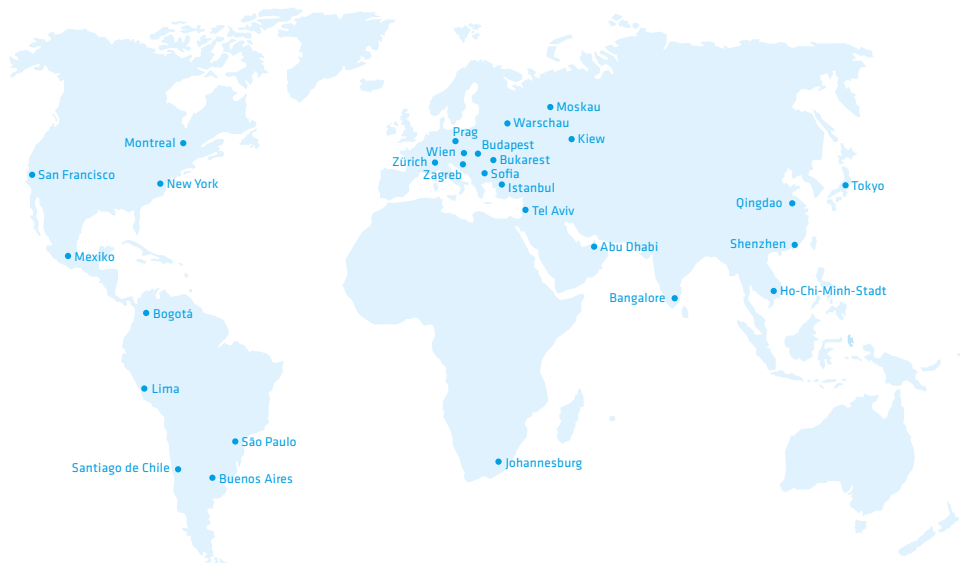 Moskau
Warschau
Prag
Kiew
Montreal
Budapest
Wien
Bukarest
Zürich
San Francisco
Zagreb
Sofia
New York
Istanbul
Tokyo
Qingdao
Tel Aviv
Shenzhen
Abu Dhabi
Mexiko
Ho-Chi-Minh-Stadt
Bangalore
Bogotá
Lima
São Paulo
Johannesburg
Santiago de Chile
Buenos Aires